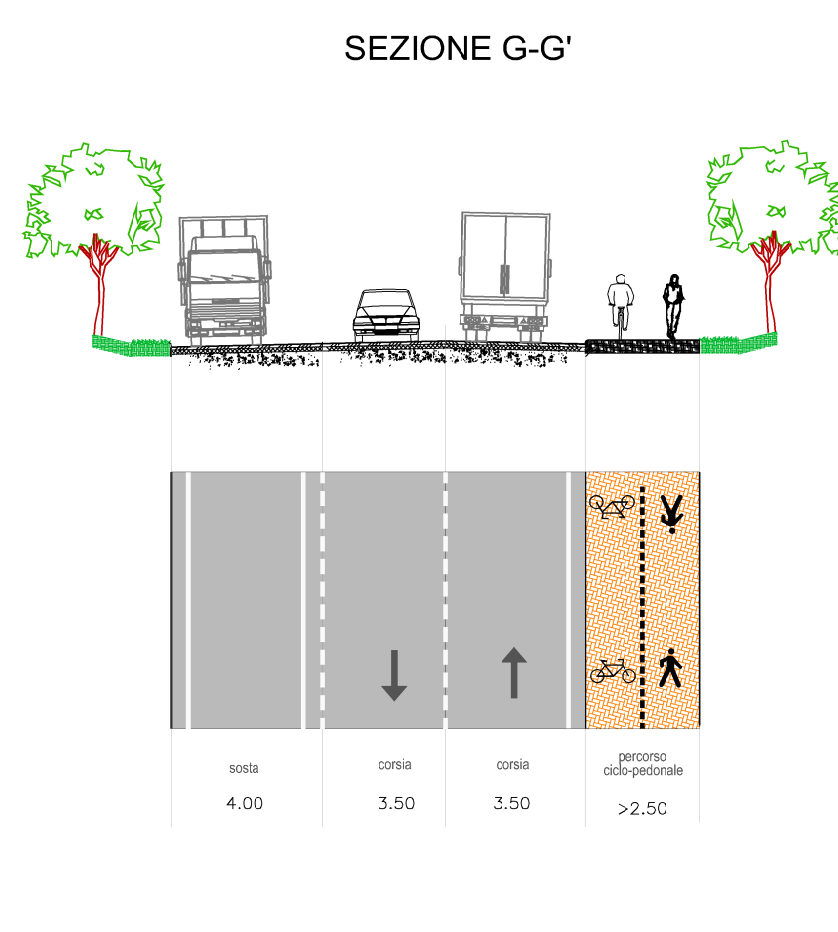 SEZIONE G-G'
sosta
corsia
corsia
percorso
ciclo-pedonale
4.00
3.50
3.50
>2.50